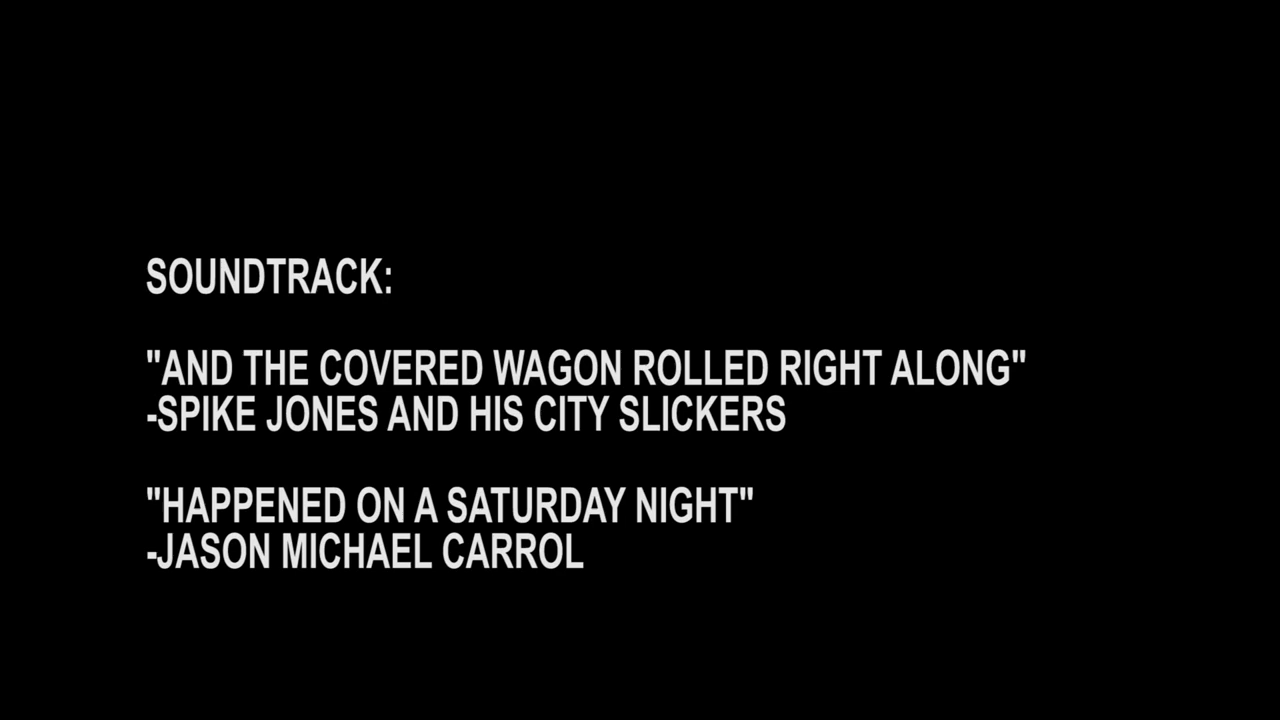 SOUNDTRACK:
"AND THE COVERED WAGON ROLLED RIGHT ALONG"
-SPIKE JONES AND HIS CITY SLICKERS
"HAPPENED ON A SATURDAY NIGHT"
-JASON MICHAEL CARROL